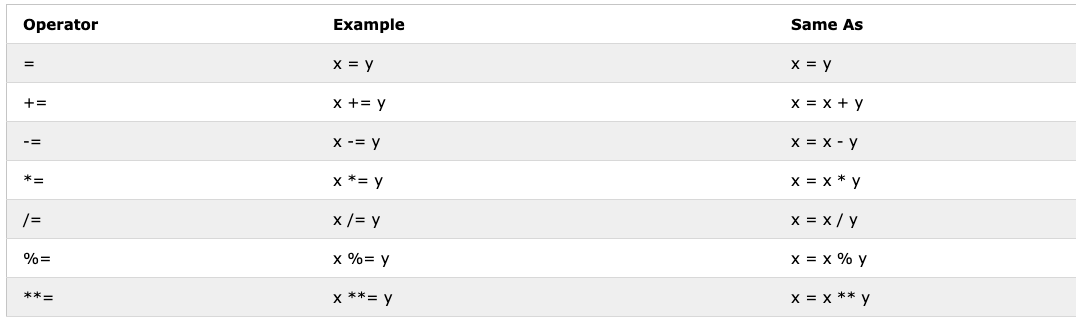 Operator Example Same As
= x = y x = y
+= x += y x = x + y
-= x -= y x = x - y
*= x *= y x = x * y
/= x /= y x = x / y
%= x %= y x = x % y
**= x **= y x = x ** y